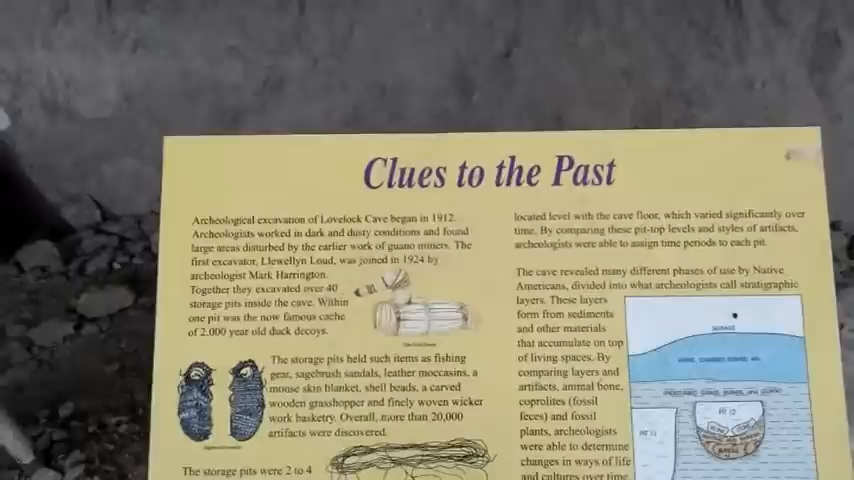 Clues to the Past
Archeological excavation of Lovelock Cave began in 1912.
Archeologists worked in dark and dusty conditions and found
large areas disturbed by the earlier work of guano miners. The
first excavator, Llewellyn Loud, was joined in 1924 by
archeologist Mark Harrington.
Together they excavated over 40
storage pits inside the cave. Within
one pit was the now famous cache
of 2,000 year old duck decoys.
The storage pits held such items as fishing
gear, sagebrush sandals, leather moccasins, a
mouse skin blanket, shell beads, a carved
wooden grasshopper and finely woven wicker
work basketry. Overall, more than 20,000
artifacts were discovered.
The storage pits were 2 to 4
located level with the cave floor, which varied significantly over
time. By comparing these pit-top levels and styles of artifacts,
archeologists were able to assign time periods to each pit.
The cave revealed many different phases of use by Native
Americans, divided into what archeologists call stratigraphic
layers. These layers
form from sediments
and other materials
that accumulate on top
of living spaces. By
comparing layers and
artifacts, animal bone,
coprolites (fossil
feces) and fossil
plants, archeologists
were able to determine
changes in ways of life
and cultures over time
SURFACE
PIT 12
PIT 11